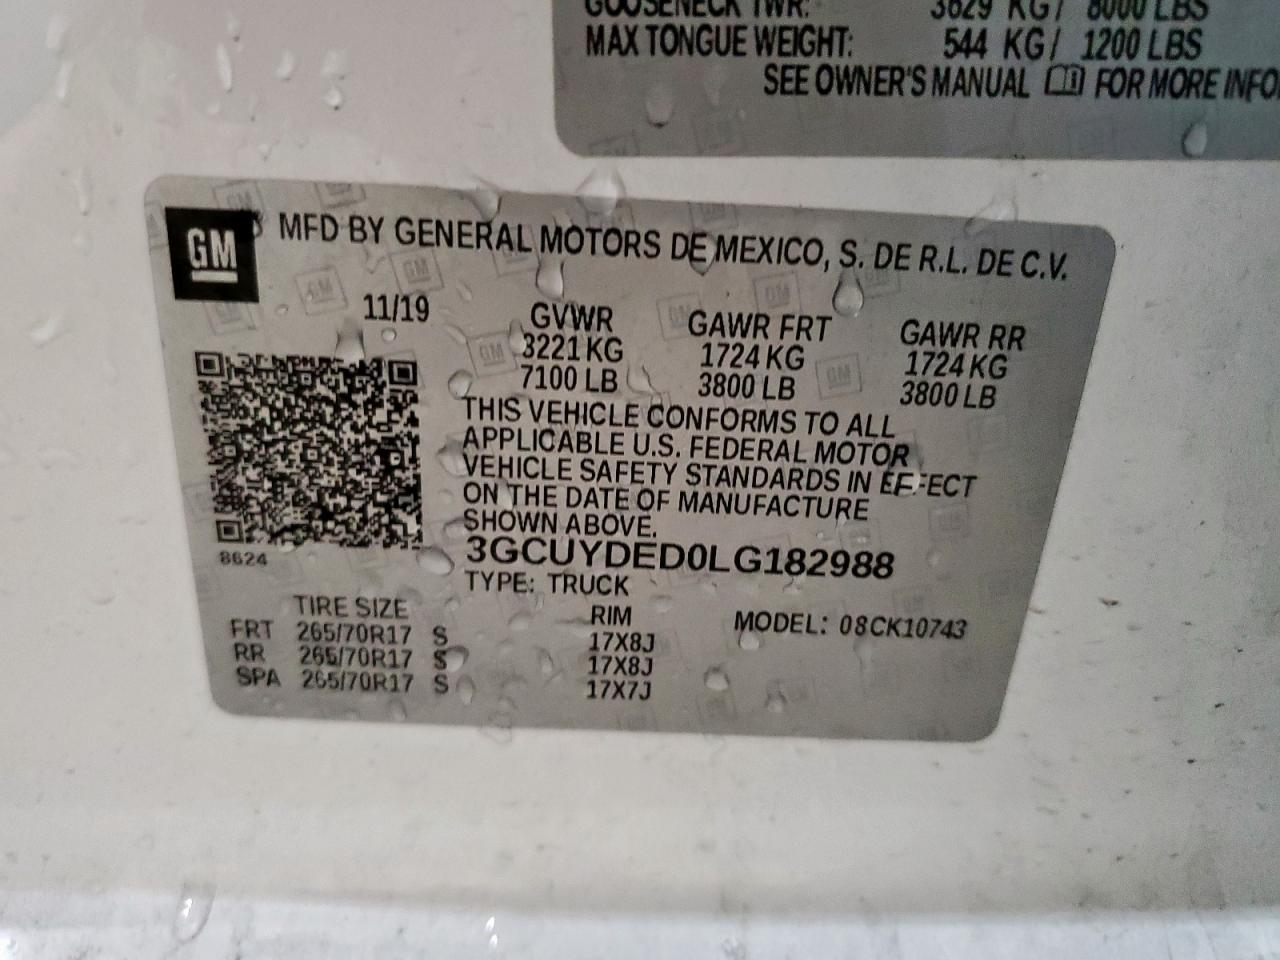 GOOSENECK TWR: 3629 KG / 8000 LBS
MAX TONGUE WEIGHT: 544 KG / 1200 LBS
SEE OWNER'S MANUAL FOR MORE INFO
GM
MFD BY GENERAL MOTORS DE MEXICO, S. DE R.L. DE C.V.
11/19 GVWR GAWR FRT GAWR RR
3221 KG 1724 KG 1724 KG
7100 LB 3800 LB 3800 LB
THIS VEHICLE CONFORMS TO ALL
APPLICABLE U.S. FEDERAL MOTOR
VEHICLE SAFETY STANDARDS IN EFFECT
ON THE DATE OF MANUFACTURE
SHOWN ABOVE.
8624
3GCUYDED0LG182988
TYPE: TRUCK
TIRE SIZE RIM MODEL: 08CK10743
FRT 265/70R17 S 17X8J
RR 265/70R17 S 17X8J
SPA 265/70R17 S 17X7J